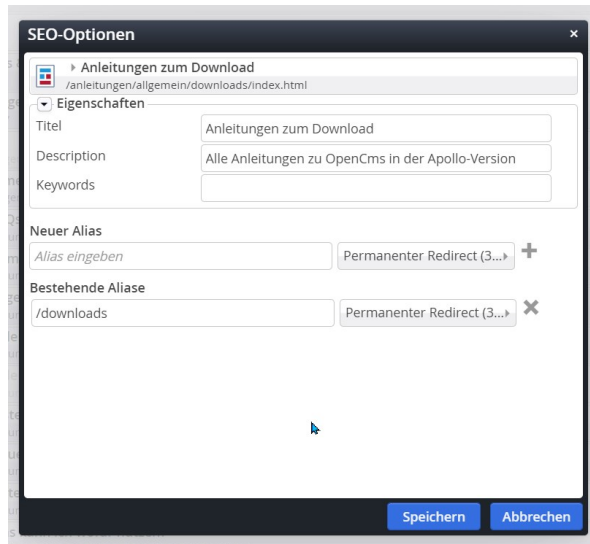 SEO-Optionen ×
Anleitungen zum Download
/anleitungen/allgemein/downloads/index.html
Eigenschaften
Titel Anleitungen zum Download
Description Alle Anleitungen zu OpenCms in der Apollo-Version
Keywords
Neuer Alias
Alias eingeben Permanenter Redirect (3...
Bestehende Aliase
/downloads Permanenter Redirect (3...
Speichern Abbrechen